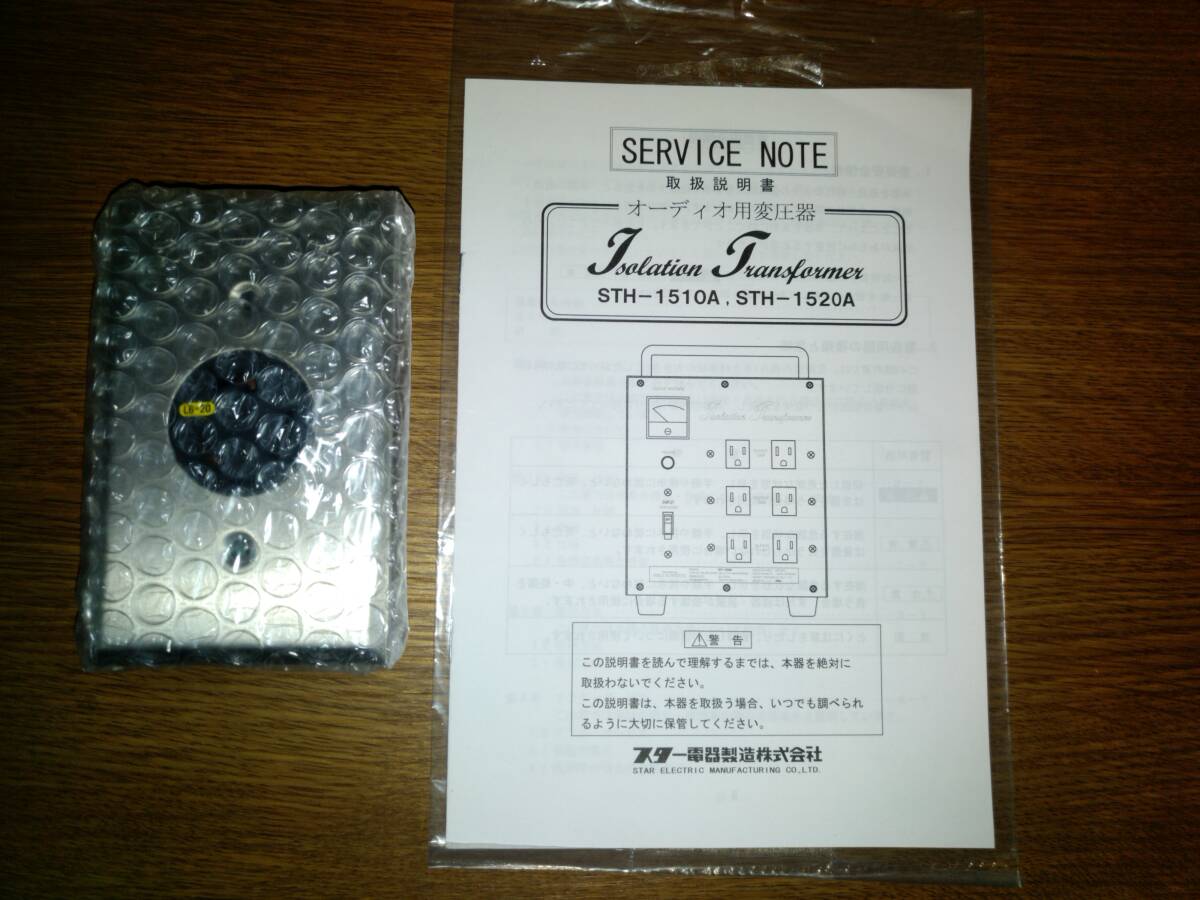 LB-20
SERVICE NOTE
取扱説明書
オーディオ用変圧器
Isolation Transformer
STH-1510A, STH-1520A
Isolation Transformer
INPUT
⚠警告
この説明書を読んで理解するまでは、本器を絶対に
取扱わないでください。
この説明書は、本器を取扱う場合、いつでも調べられ
るように大切に保管してください。
スター電器製造株式会社
STAR ELECTRIC MANUFACTURING CO.,LTD.